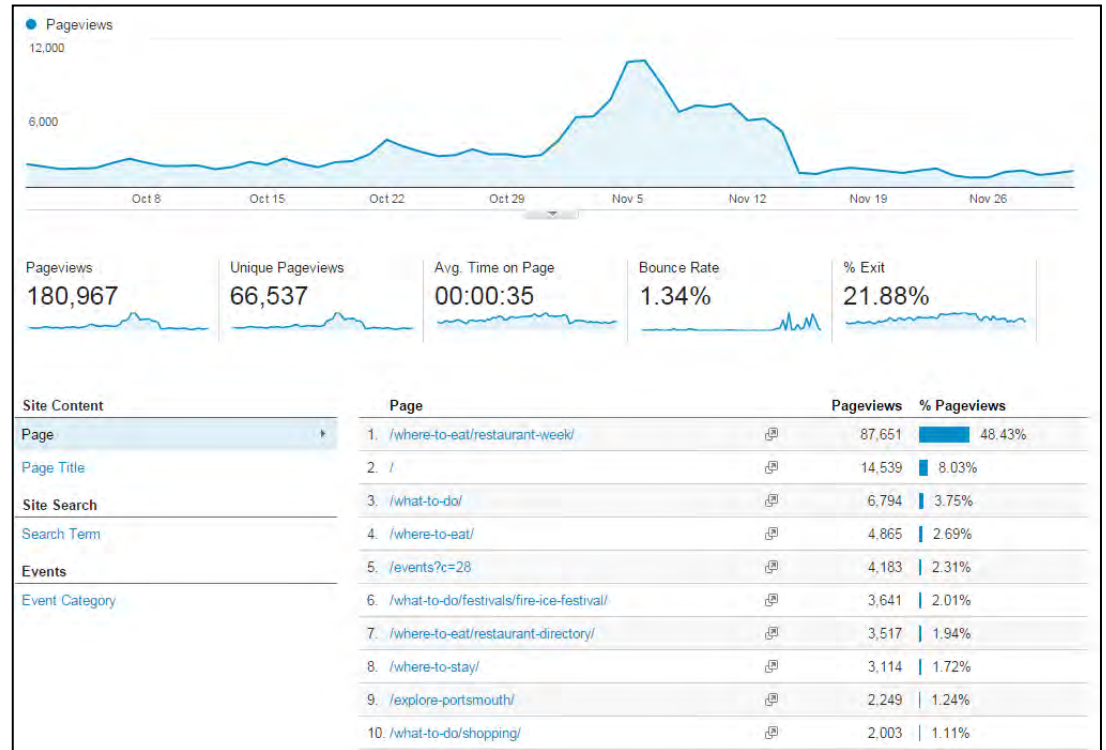 Pageviews
12,000
6,000
Oct 8 Oct 15 Oct 22 Oct 29 Nov 5 Nov 12 Nov 19 Nov 26
Pageviews Unique Pageviews Avg. Time on Page Bounce Rate % Exit
180,967 66,537 00:00:35 1.34% 21.88%
Site Content
Page
Page Title
Site Search
Search Term
Events
Event Category
Page Pageviews % Pageviews
1. /where-to-eat/restaurant-week/ 87,651 48.43%
2. / 14,539 8.03%
3. /what-to-do/ 6,794 3.75%
4. /where-to-eat/ 4,865 2.69%
5. /events?c=28 4,183 2.31%
6. /what-to-do/festivals/fire-ice-festival/ 3,641 2.01%
7. /where-to-eat/restaurant-directory/ 3,517 1.94%
8. /where-to-stay/ 3,114 1.72%
9. /explore-portsmouth/ 2,249 1.24%
10. /what-to-do/shopping/ 2,003 1.11%